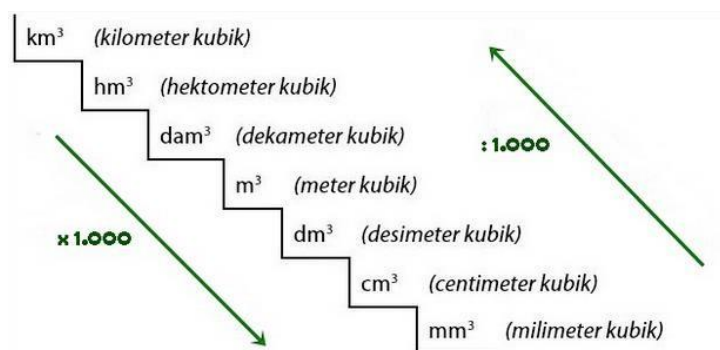 km³ (kilometer kubik)
hm³ (hektometer kubik)
dam³ (dekameter kubik)
: 1.000
m³ (meter kubik)
x 1.000
dm³ (desimeter kubik)
cm³ (centimeter kubik)
mm³ (milimeter kubik)